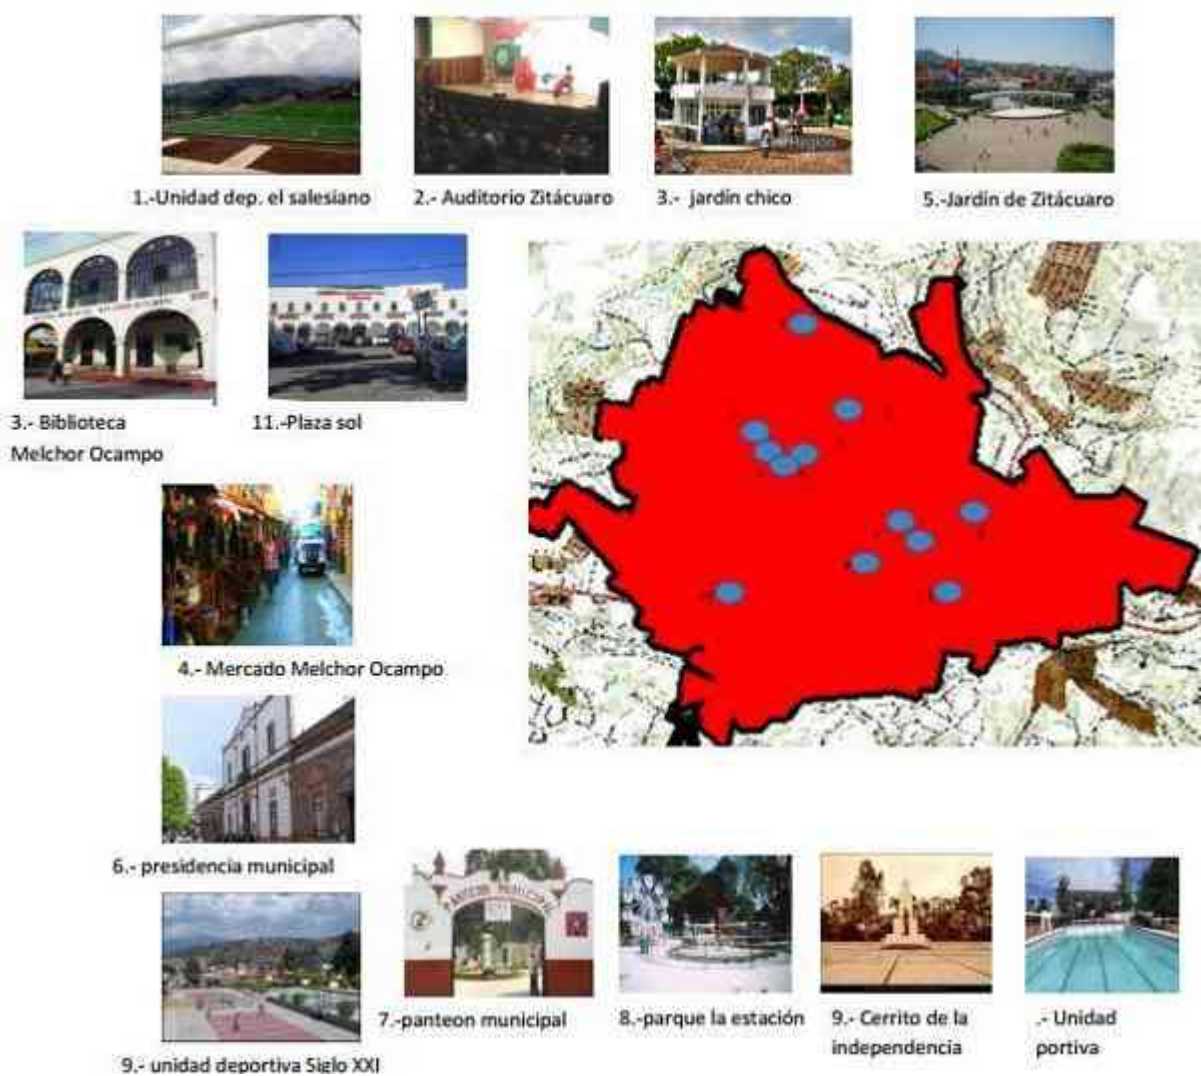 1.-Unidad dep. el salesiano
2.- Auditorio Zitácuaro
3.- jardín chico
5.-Jardín de Zitácuaro
3.- Biblioteca
Melchor Ocampo
11.-Plaza sol
4.- Mercado Melchor Ocampo
6.- presidencia municipal
PANTEON MUNICIPAL
7.-panteon municipal
8.-parque la estación
9.- Cerrito de la
independencia
.- Unidad
portiva
9.- unidad deportiva Siglo XXI